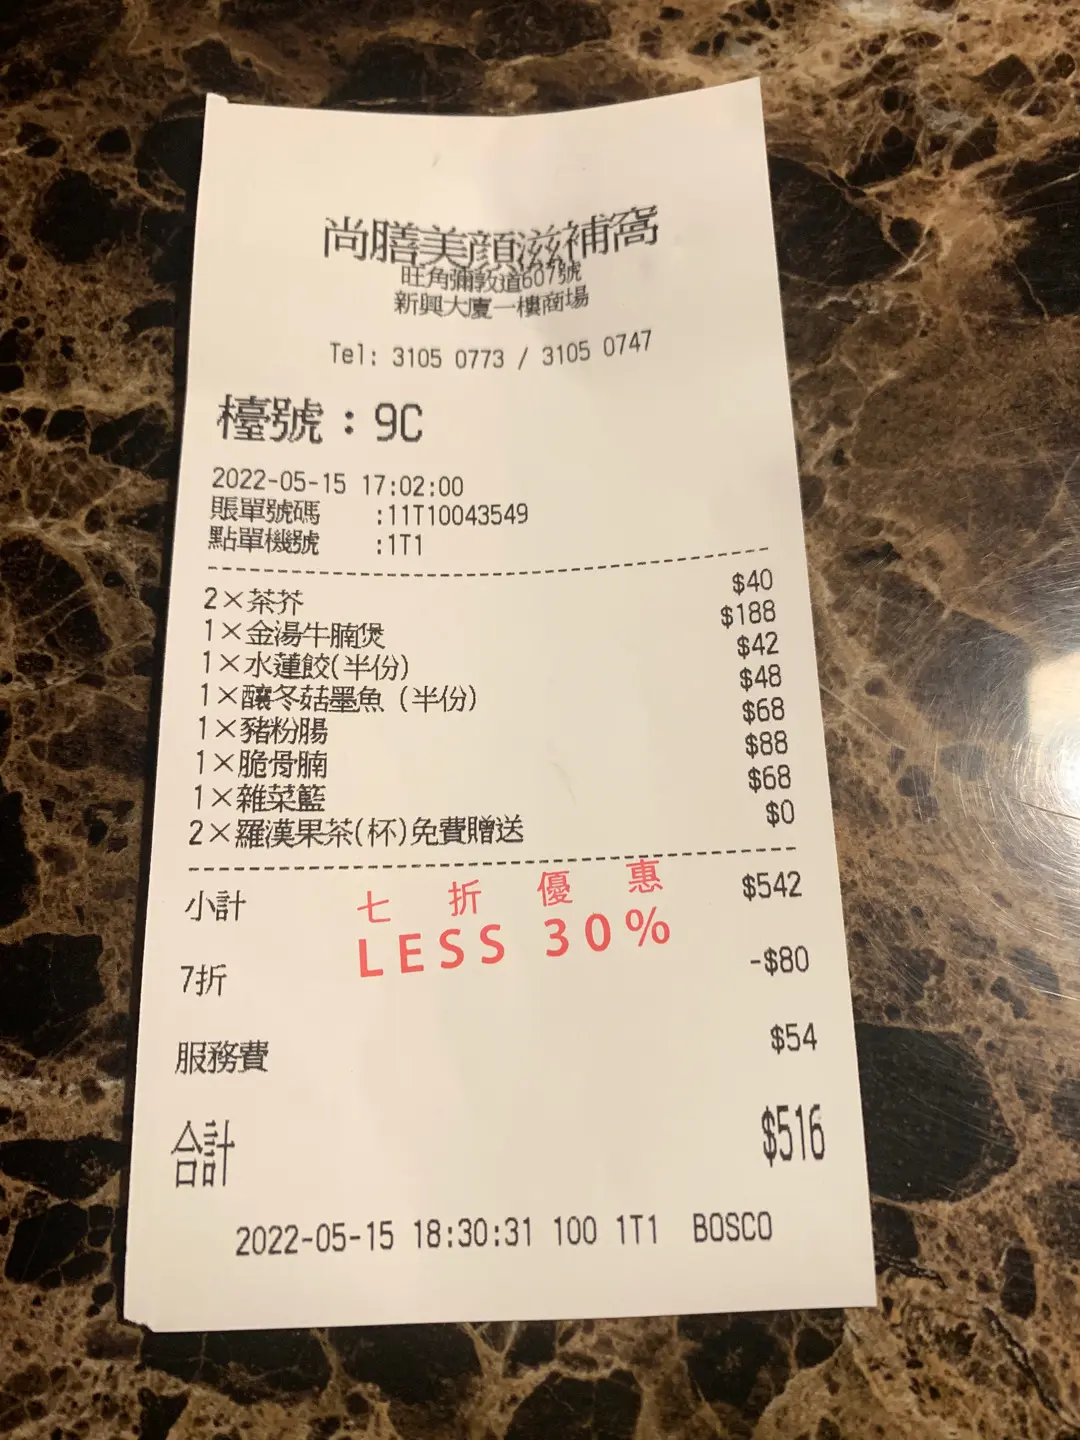 尚膳美顏滋補窩
旺角彌敦道607號
新興大廈一樓商場
Tel: 3105 0773 / 3105 0747
檯號：9C
2022-05-15 17:02:00
賬單號碼 :11T10043549
點單機號 :1T1
2×茶芥 $40
1×金湯牛腩煲 $188
1×水蓮餃(半份) $42
1×釀冬菇墨魚（半份） $48
1×豬粉腸 $68
1×脆骨腩 $88
1×雜菜籃 $68
2×羅漢果茶(杯)免費贈送 $0
小計 $542
七折優惠
LESS 30%
7折 -$80
服務費 $54
合計 $516
2022-05-15 18:30:31 100 1T1 BOSCO